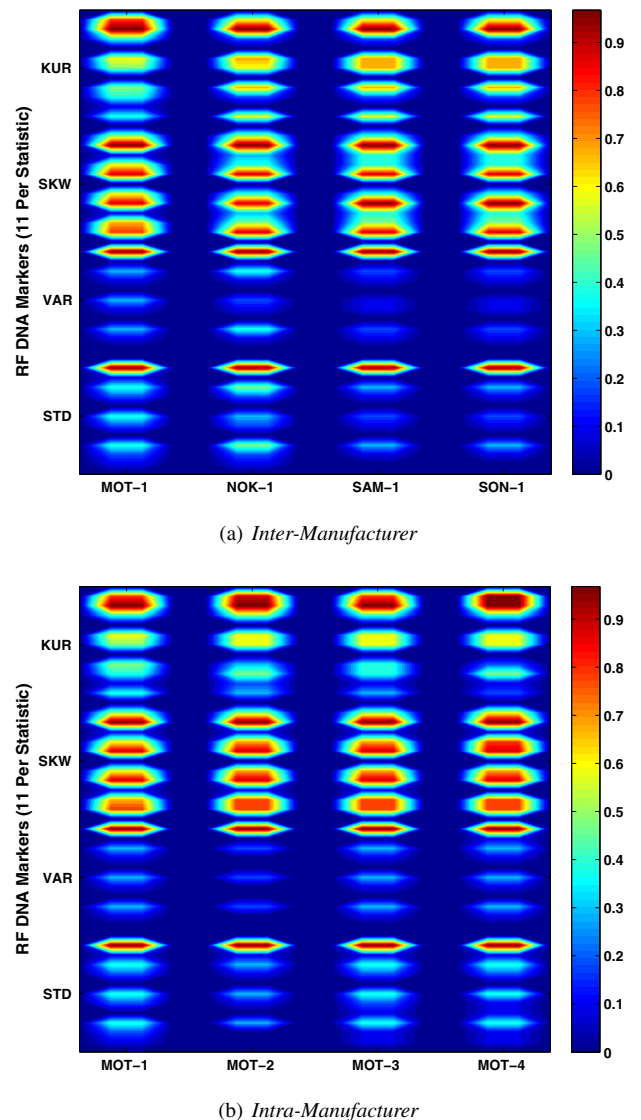 RF DNA Markers (11 Per Statistic)
KUR
SKW
VAR
STD
MOT−1 NOK−1 SAM−1 SON−1
0.9
0.8
0.7
0.6
0.5
0.4
0.3
0.2
0.1
0
(a) Inter-Manufacturer
RF DNA Markers (11 Per Statistic)
KUR
SKW
VAR
STD
MOT−1 MOT−2 MOT−3 MOT−4
0.9
0.8
0.7
0.6
0.5
0.4
0.3
0.2
0.1
0
(b) Intra-Manufacturer